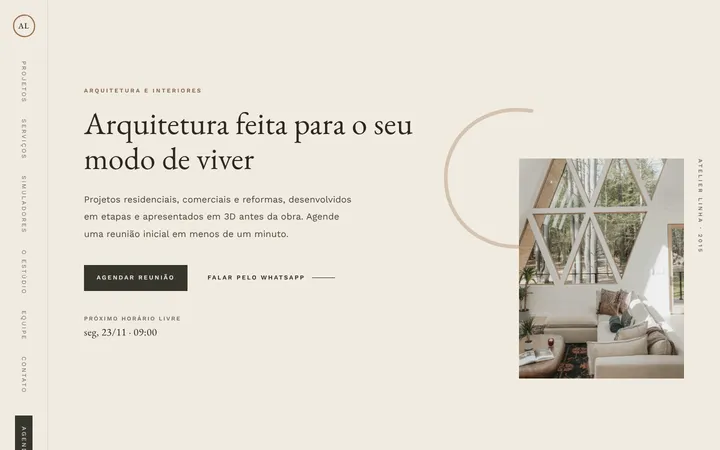 AL
PROJETOS
SERVIÇOS
SIMULADORES
O ESTÚDIO
EQUIPE
CONTATO
ARQUITETURA E INTERIORES
Arquitetura feita para o seu
modo de viver
Projetos residenciais, comerciais e reformas, desenvolvidos
em etapas e apresentados em 3D antes da obra. Agende
uma reunião inicial em menos de um minuto.
AGENDAR REUNIÃO
FALAR PELO WHATSAPP
PRÓXIMO HORÁRIO LIVRE
seg, 23/11 · 09:00
ATELIER LINHA · 2015